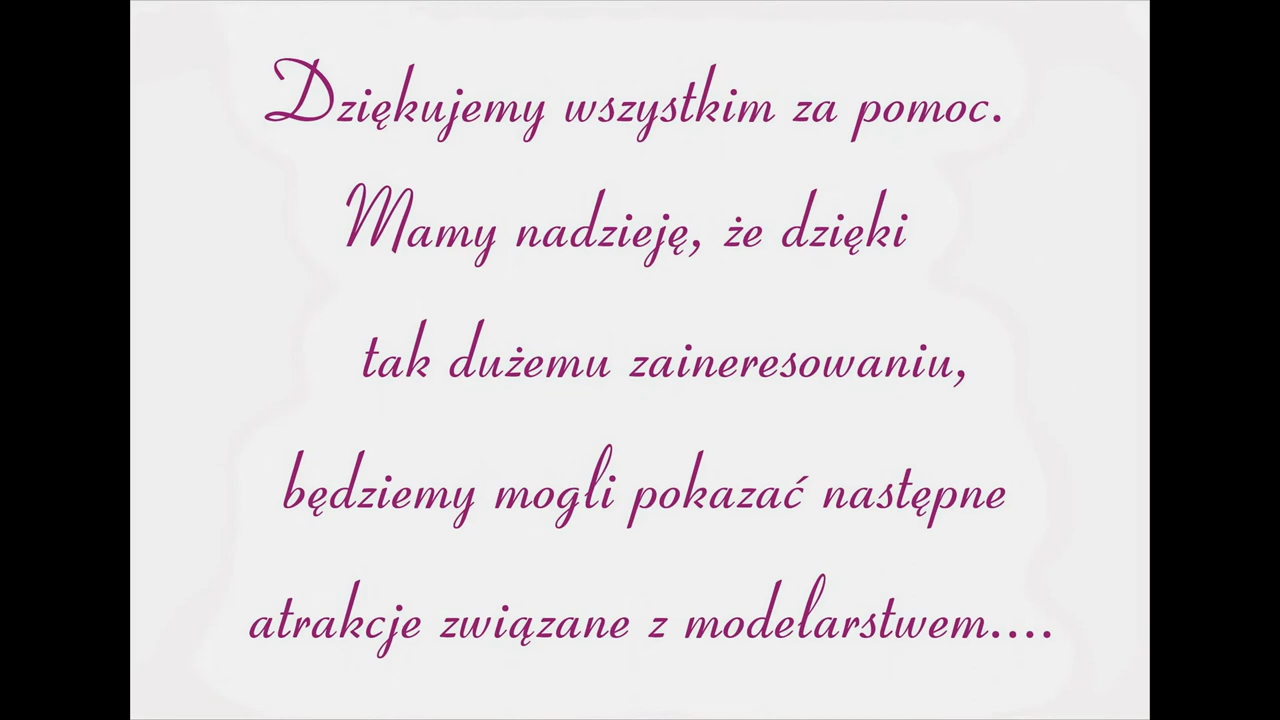 Dziękujemy wszystkim za pomoc.
Mamy nadzieję, że dzięki
tak dużemu zaineresowaniu,
będziemy mogli pokazać następne
atrakcje związane z modelarstwem....